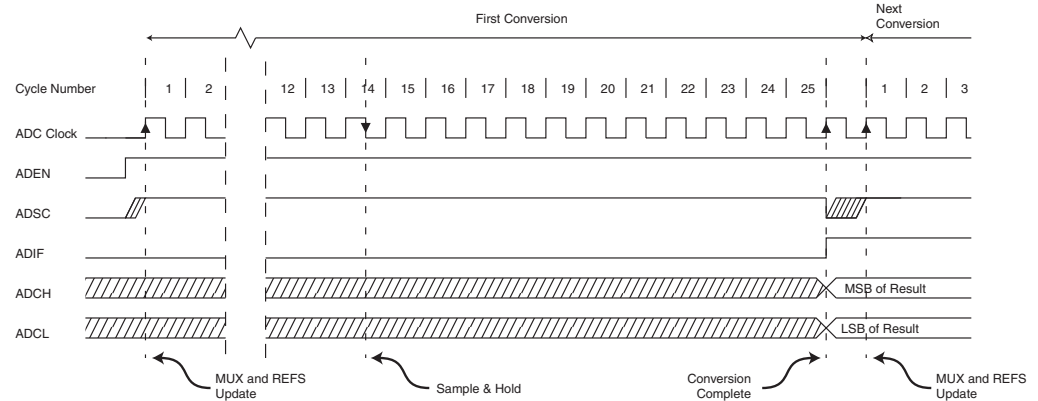 First Conversion
Next
Conversion
Cycle Number 1 2 12 13 14 15 16 17 18 19 20 21 22 23 24 25 1 2 3
ADC Clock
ADEN
ADSC
ADIF
ADCH MSB of Result
ADCL LSB of Result
MUX and REFS
Update
Sample & Hold
Conversion
Complete
MUX and REFS
Update